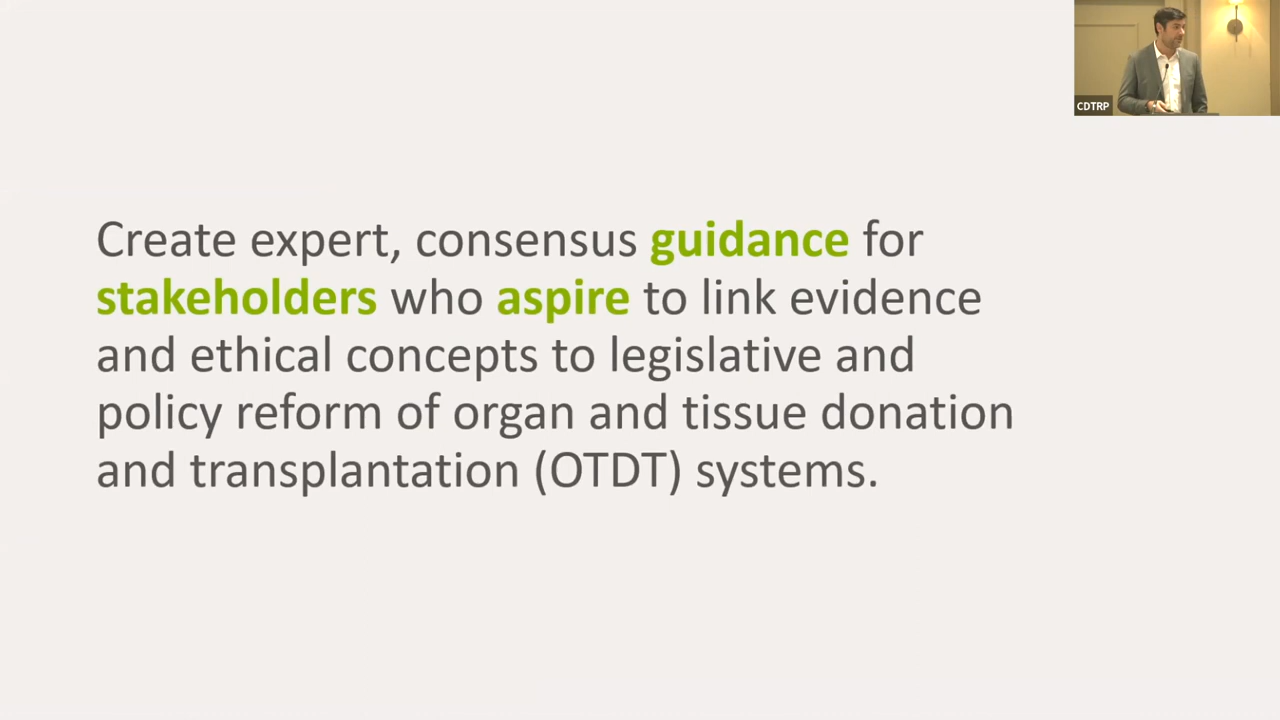 CDTRP
Create expert, consensus guidance for
stakeholders who aspire to link evidence
and ethical concepts to legislative and
policy reform of organ and tissue donation
and transplantation (OTDT) systems.